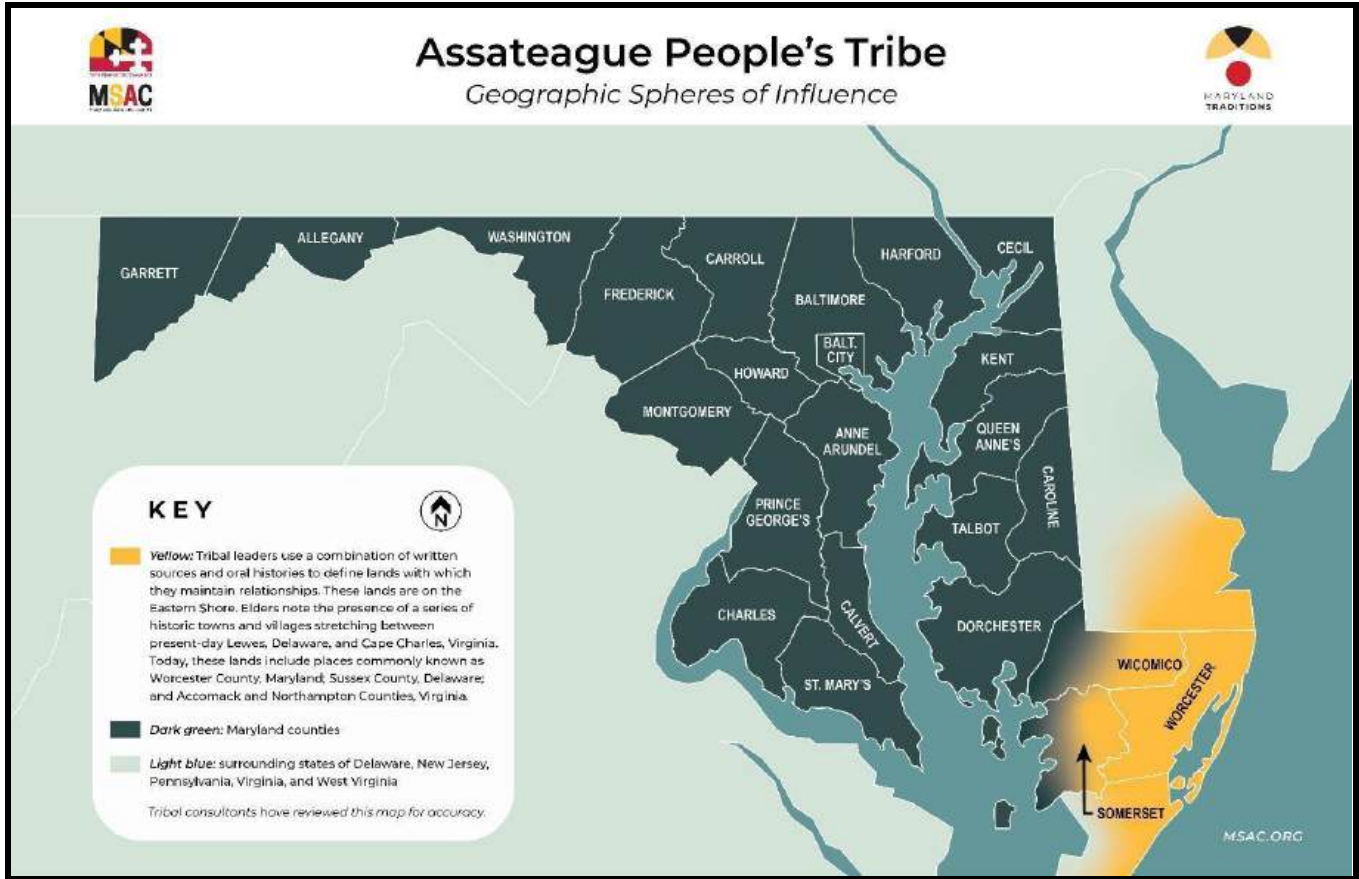 Assateague People's Tribe
Geographic Spheres of Influence
MSAC
MARYLAND
TRADITIONS
GARRETT
ALLEGANY
WASHINGTON
FREDERICK
CARROLL
BALTIMORE
HARFORD
CECIL
BALT.
CITY
KENT
HOWARD
MONTGOMERY
ANNE
ARUNDEL
QUEEN
ANNE'S
CAROLINE
PRINCE
GEORGE'S
TALBOT
CHARLES
CALVERT
DORCHESTER
ST. MARY'S
WICOMICO
WORCESTER
SOMERSET
KEY
N
Yellow: Tribal leaders use a combination of written
sources and oral histories to define lands with which
they maintain relationships. These lands are on the
Eastern Shore. Elders note the presence of a series of
historic towns and villages stretching between
present-day Lewes, Delaware, and Cape Charles, Virginia.
Today, these lands include places commonly known as
Worcester County, Maryland; Sussex County, Delaware;
and Accomack and Northampton Counties, Virginia.
Dark green: Maryland counties
Light blue: surrounding states of Delaware, New Jersey,
Pennsylvania, Virginia, and West Virginia
Tribal consultants have reviewed this map for accuracy.
MSAC.ORG